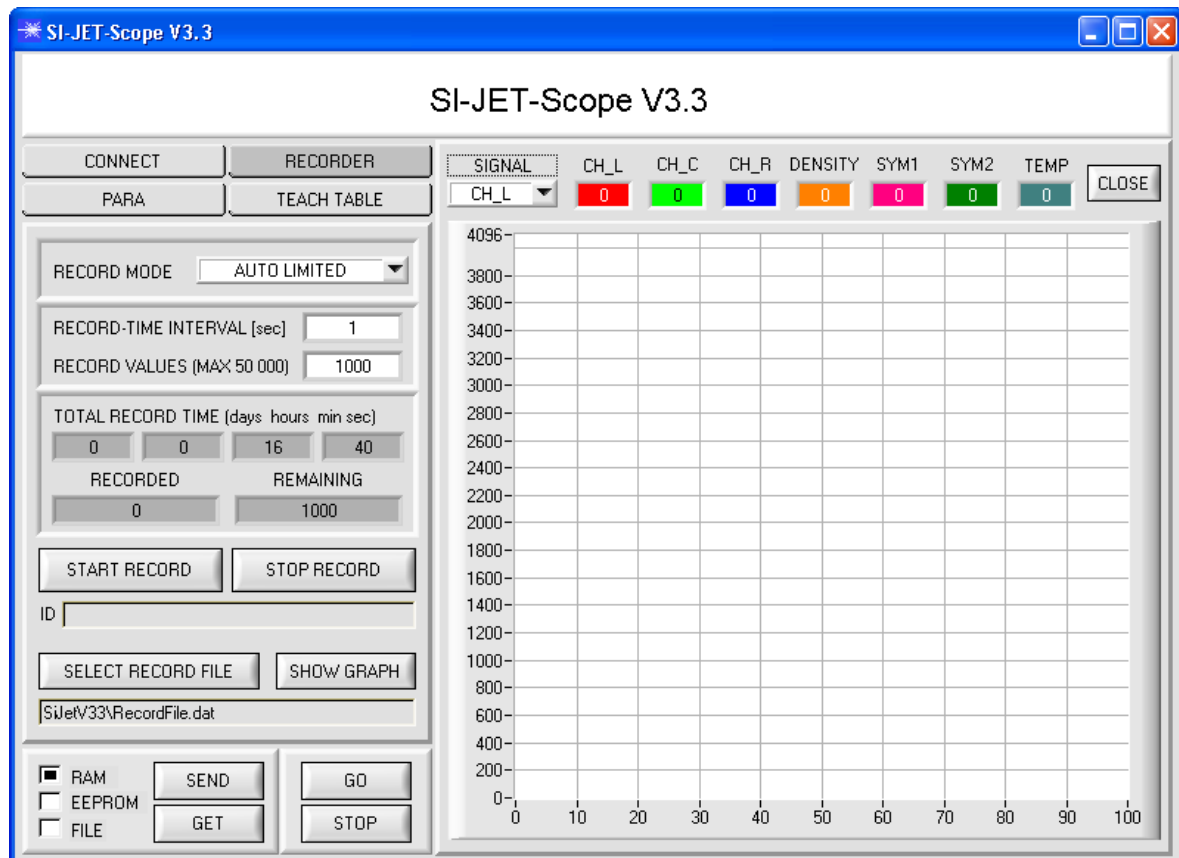 SI-JET-Scope V3.3
SI-JET-Scope V3.3
CONNECT RECORDER
PARA TEACH TABLE
RECORD MODE AUTO LIMITED
RECORD-TIME INTERVAL [sec] 1
RECORD VALUES (MAX 50 000) 1000
TOTAL RECORD TIME (days hours min sec)
0 0 16 40
RECORDED REMAINING
0 1000
START RECORD STOP RECORD
ID
SELECT RECORD FILE SHOW GRAPH
SiJetV33\RecordFile.dat
RAM
EEPROM
FILE
SEND
GET
GO
STOP
SIGNAL CH_L CH_C CH_R DENSITY SYM1 SYM2 TEMP
CH_L 0 0 0 0 0 0 0
CLOSE
4096
3800
3600
3400
3200
3000
2800
2600
2400
2200
2000
1800
1600
1400
1200
1000
800
600
400
200
0
0 10 20 30 40 50 60 70 80 90 100